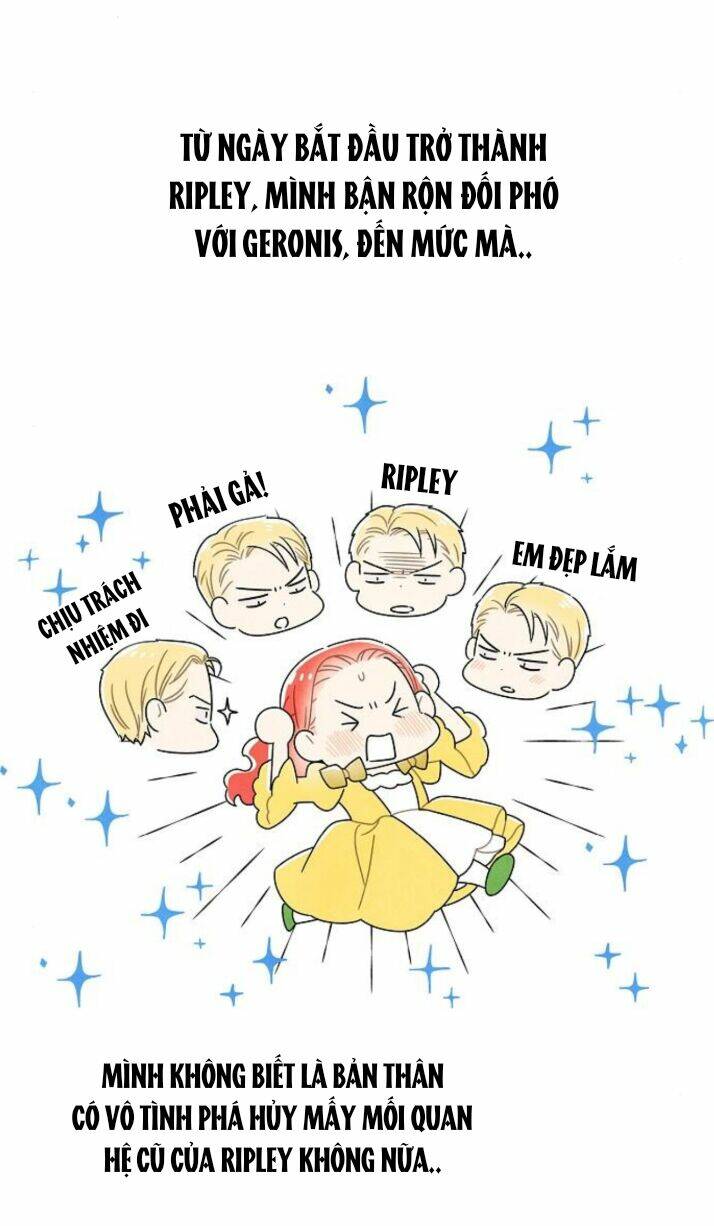 TỪ NGÀY BẮT ĐẦU TRỞ THÀNH
RIPLEY, MÌNH BẬN RỘN ĐỐI PHÓ
VỚI GERONIS, ĐẾN MỨC MÀ..
PHẢI GẢ!
RIPLEY
EM ĐẸP LẮM
CHỊU TRÁCH
NHIỆM ĐI
MÌNH KHÔNG BIẾT LÀ BẢN THÂN
CÓ VÔ TÌNH PHÁ HỦY MẤY MỐI QUAN
HỆ CŨ CỦA RIPLEY KHÔNG NỮA..